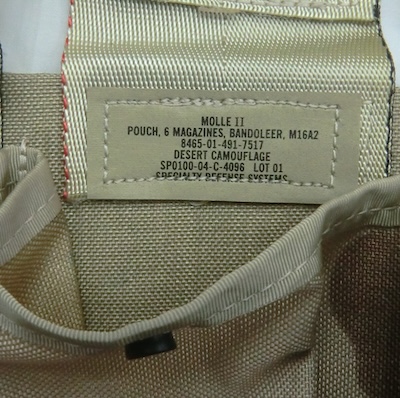 MOLLE II
POUCH, 6 MAGAZINES, BANDOLEER, M16A2
8465-01-491-7517
DESERT CAMOUFLAGE
SP0100-04-C-4096 LOT 01
SPECIALTY DEFENSE SYSTEMS